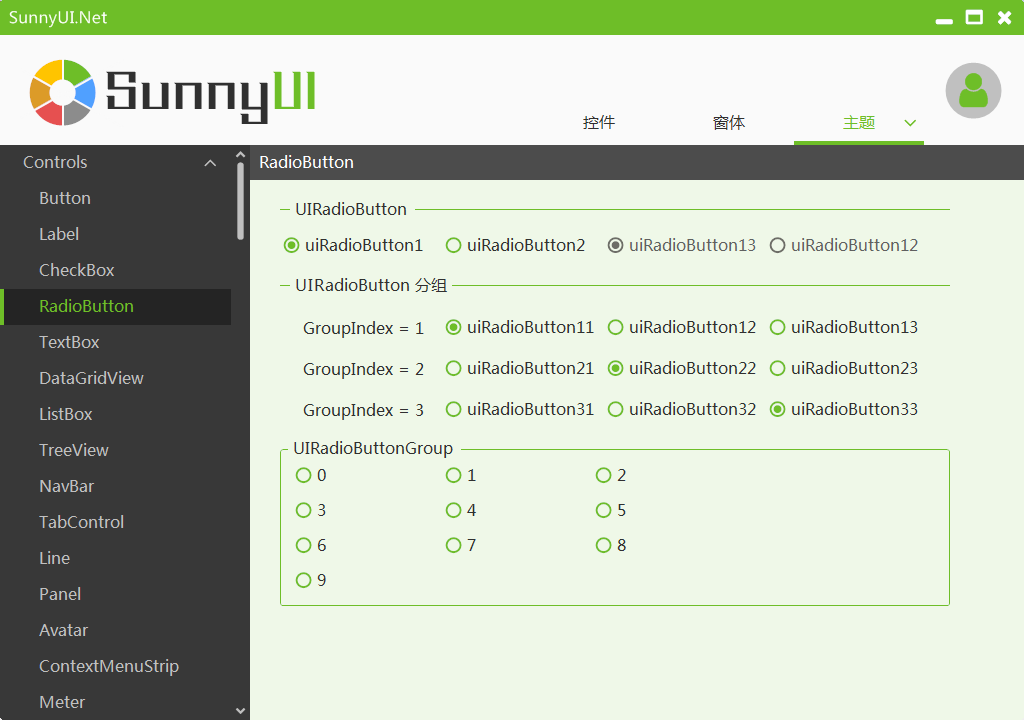 SunnyUI.Net
SunnyUI
控件 窗体 主题
Controls
Button
Label
CheckBox
RadioButton
TextBox
DataGridView
ListBox
TreeView
NavBar
TabControl
Line
Panel
Avatar
ContextMenuStrip
Meter
RadioButton
UIRadioButton
uiRadioButton1 uiRadioButton2 uiRadioButton13 uiRadioButton12
UIRadioButton 分组
GroupIndex = 1 uiRadioButton11 uiRadioButton12 uiRadioButton13
GroupIndex = 2 uiRadioButton21 uiRadioButton22 uiRadioButton23
GroupIndex = 3 uiRadioButton31 uiRadioButton32 uiRadioButton33
UIRadioButtonGroup
0 1 2
3 4 5
6 7 8
9